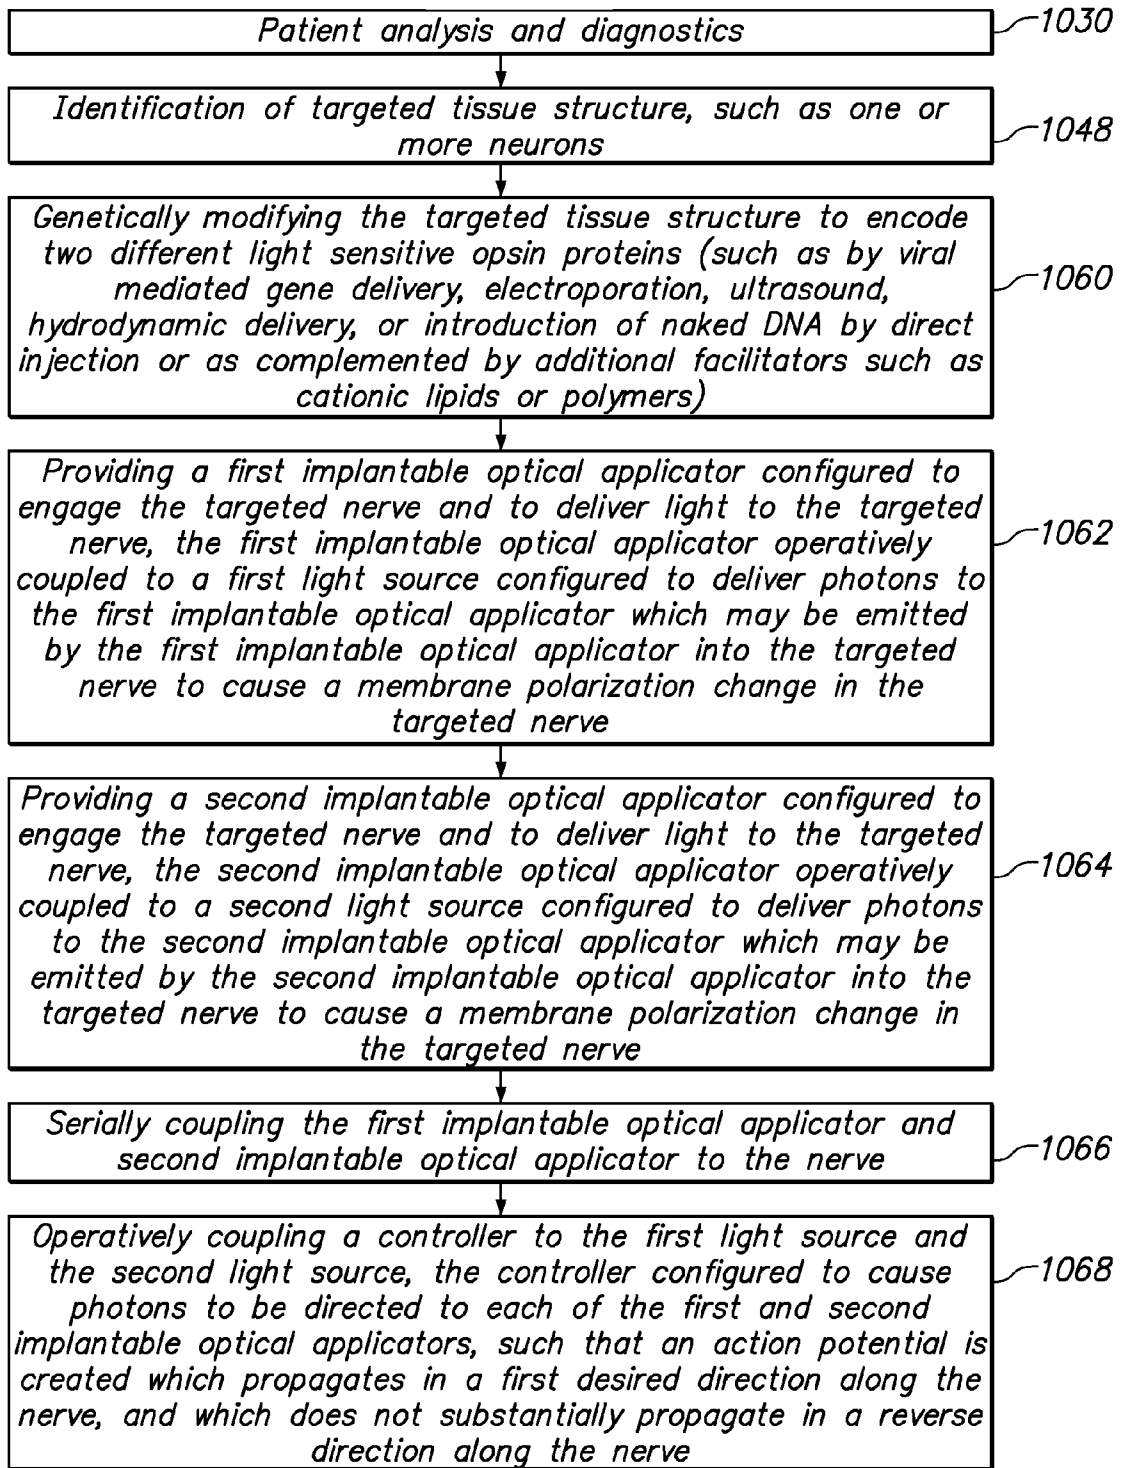 Patient analysis and diagnostics
1030
Identification of targeted tissue structure, such as one or
more neurons
1048
Genetically modifying the targeted tissue structure to encode
two different light sensitive opsin proteins (such as by viral
mediated gene delivery, electroporation, ultrasound,
hydrodynamic delivery, or introduction of naked DNA by direct
injection or as complemented by additional facilitators such as
cationic lipids or polymers)
1060
Providing a first implantable optical applicator configured to
engage the targeted nerve and to deliver light to the targeted
nerve, the first implantable optical applicator operatively
coupled to a first light source configured to deliver photons to
the first implantable optical applicator which may be emitted
by the first implantable optical applicator into the targeted
nerve to cause a membrane polarization change in the
targeted nerve
1062
Providing a second implantable optical applicator configured to
engage the targeted nerve and to deliver light to the targeted
nerve, the second implantable optical applicator operatively
coupled to a second light source configured to deliver photons
to the second implantable optical applicator which may be
emitted by the second implantable optical applicator into the
targeted nerve to cause a membrane polarization change in
the targeted nerve
1064
Serially coupling the first implantable optical applicator and
second implantable optical applicator to the nerve
1066
Operatively coupling a controller to the first light source and
the second light source, the controller configured to cause
photons to be directed to each of the first and second
implantable optical applicators, such that an action potential is
created which propagates in a first desired direction along the
nerve, and which does not substantially propagate in a reverse
direction along the nerve
1068